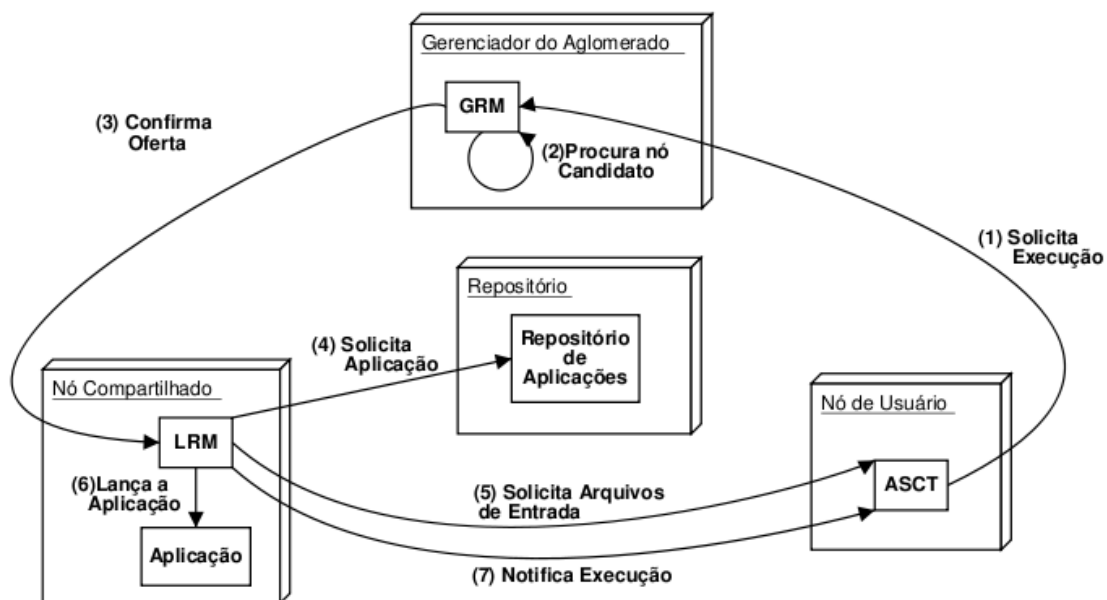 Gerenciador do Aglomerado
GRM
(2)Procura nó
Candidato
(3) Confirma
Oferta
(1) Solicita
Execução
Repositório
Repositório
de
Aplicações
(4) Solicita
Aplicação
Nó Compartilhado
LRM
(6)Lança a
Aplicação
Aplicação
Nó de Usuário
ASCT
(5) Solicita Arquivos
de Entrada
(7) Notifica Execução